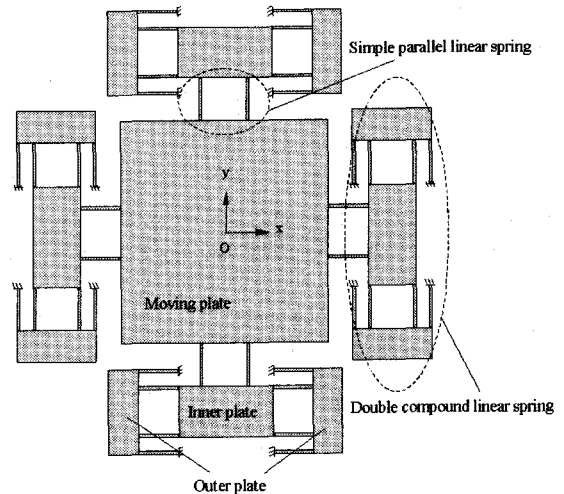 Simple parallel linear spring
y
x
O
Moving plate
Inner plate
Double compound linear spring
Outer plate